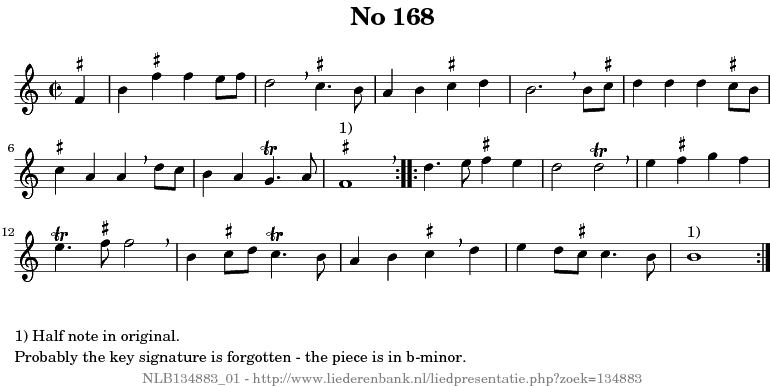 No 168
1)
6
12
1)
1) Half note in original.
Probably the key signature is forgotten - the piece is in b-minor.
NLB134883_01 - http://www.liederenbank.nl/liedpresentatie.php?zoek=134883